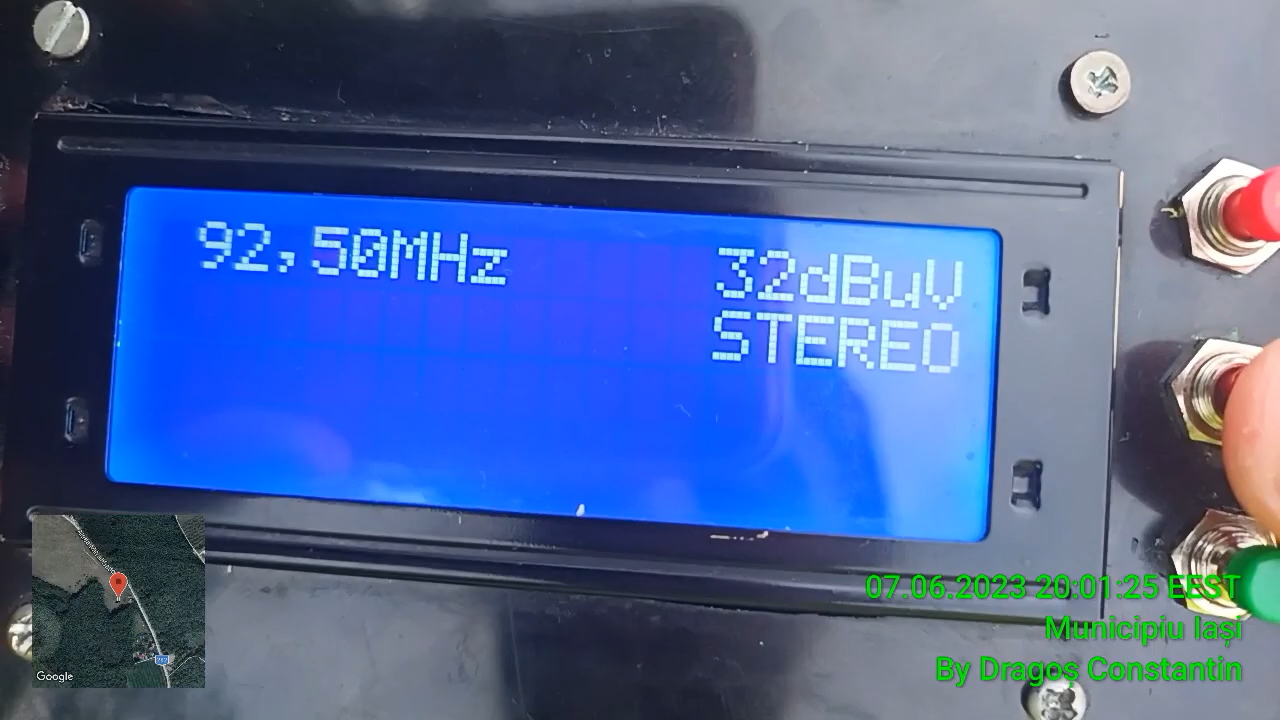 92,50MHz 32dBuV
STEREO
07.06.2023 20:01:25 EEST
Municipiu Iași
By Dragoș Constantin
Google